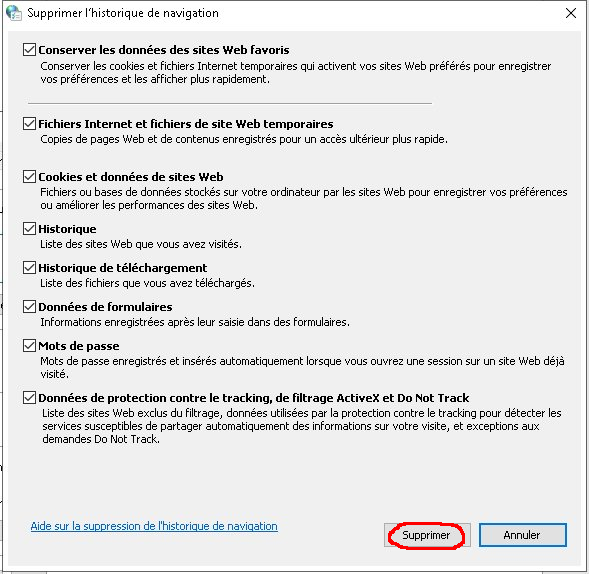 Supprimer l'historique de navigation
Conserver les données des sites Web favoris
Conserver les cookies et fichiers Internet temporaires qui activent vos sites Web préférés pour enregistrer
vos préférences et les afficher plus rapidement.
Fichiers Internet et fichiers de site Web temporaires
Copies de pages Web et de contenus enregistrés pour un accès ultérieur plus rapide.
Cookies et données de sites Web
Fichiers ou bases de données stockés sur votre ordinateur par les sites Web pour enregistrer vos préférences
ou améliorer les performances des sites Web.
Historique
Liste des sites Web que vous avez visités.
Historique de téléchargement
Liste des fichiers que vous avez téléchargés.
Données de formulaires
Informations enregistrées après leur saisie dans des formulaires.
Mots de passe
Mots de passe enregistrés et insérés automatiquement lorsque vous ouvrez une session sur un site Web déjà
visité.
Données de protection contre le tracking, de filtrage ActiveX et Do Not Track
Liste des sites Web exclus du filtrage, données utilisées par la protection contre le tracking pour détecter les
services susceptibles de partager automatiquement des informations sur votre visite, et exceptions aux
demandes Do Not Track.
Aide sur la suppression de l'historique de navigation
Supprimer
Annuler